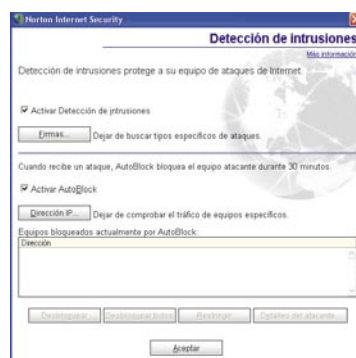 Norton Internet Security
Detección de intrusiones
Más información
Detección de intrusiones protege a su equipo de ataques de Internet
Activar Detección de intrusiones
Firmas... Dejar de buscar tipos específicos de ataques.
Cuando recibe un ataque, AutoBlock bloquea el equipo atacante durante 30 minutos.
Activar AutoBlock
Dirección IP... Dejar de comprobar el tráfico de equipos específicos.
Equipos bloqueados actualmente por AutoBlock:
Dirección
Desbloquear... Desbloquear todos Restringir... Detalles del atacante...
Aceptar